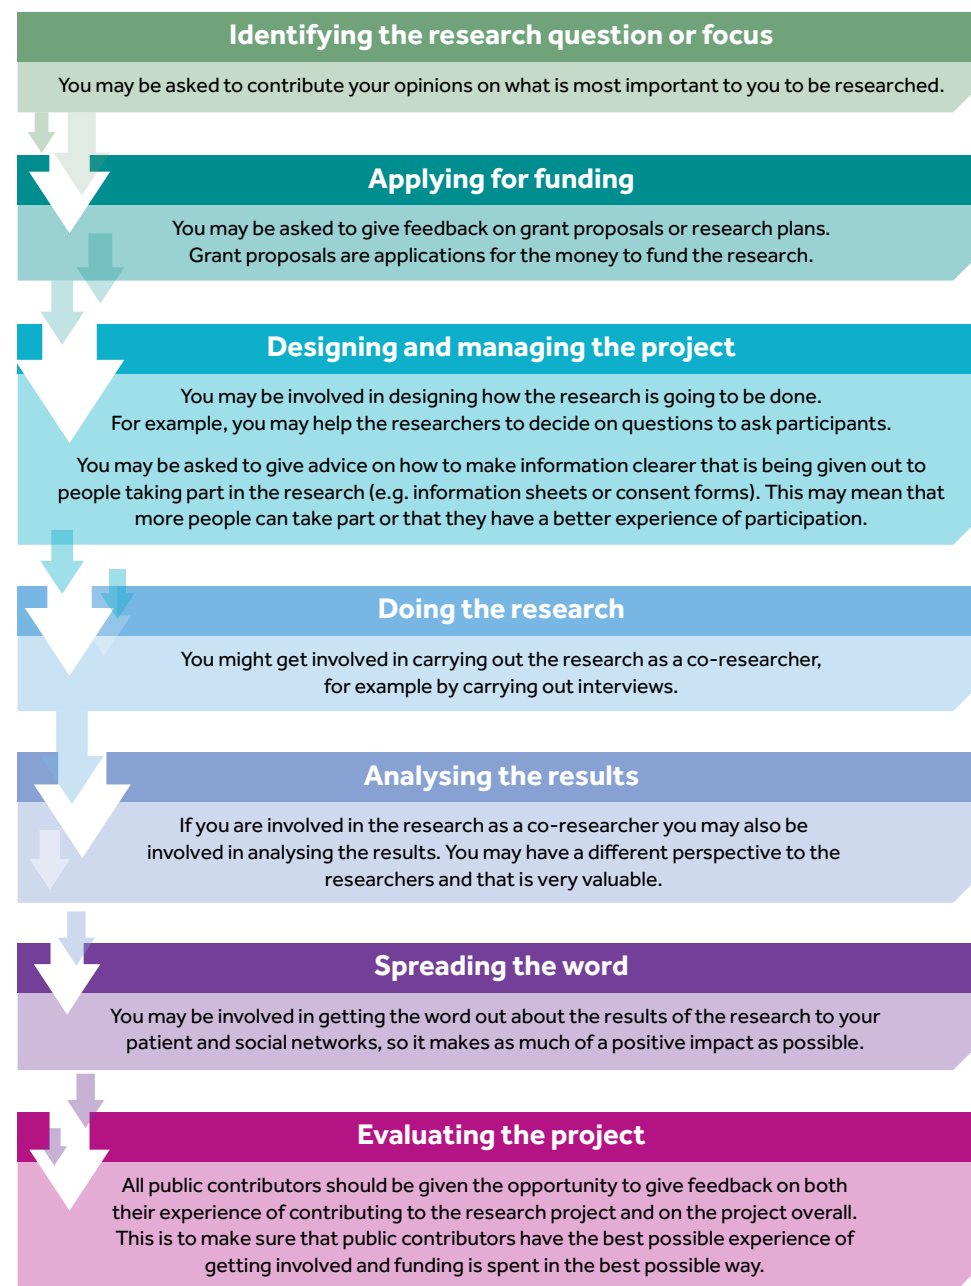 Identifying the research question or focus
You may be asked to contribute your opinions on what is most important to you to be researched.
Applying for funding
You may be asked to give feedback on grant proposals or research plans.
Grant proposals are applications for the money to fund the research.
Designing and managing the project
You may be involved in designing how the research is going to be done.
For example, you may help the researchers to decide on questions to ask participants.
You may be asked to give advice on how to make information clearer that is being given out to
people taking part in the research (e.g. information sheets or consent forms). This may mean that
more people can take part or that they have a better experience of participation.
Doing the research
You might get involved in carrying out the research as a co-researcher,
for example by carrying out interviews.
Analysing the results
If you are involved in the research as a co-researcher you may also be
involved in analysing the results. You may have a different perspective to the
researchers and that is very valuable.
Spreading the word
You may be involved in getting the word out about the results of the research to your
patient and social networks, so it makes as much of a positive impact as possible.
Evaluating the project
All public contributors should be given the opportunity to give feedback on both
their experience of contributing to the research project and on the project overall.
This is to make sure that public contributors have the best possible experience of
getting involved and funding is spent in the best possible way.